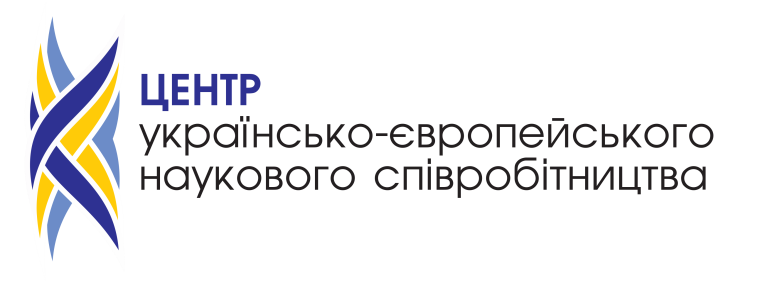 ЦЕНТР
українсько-європейського
наукового співробітництва